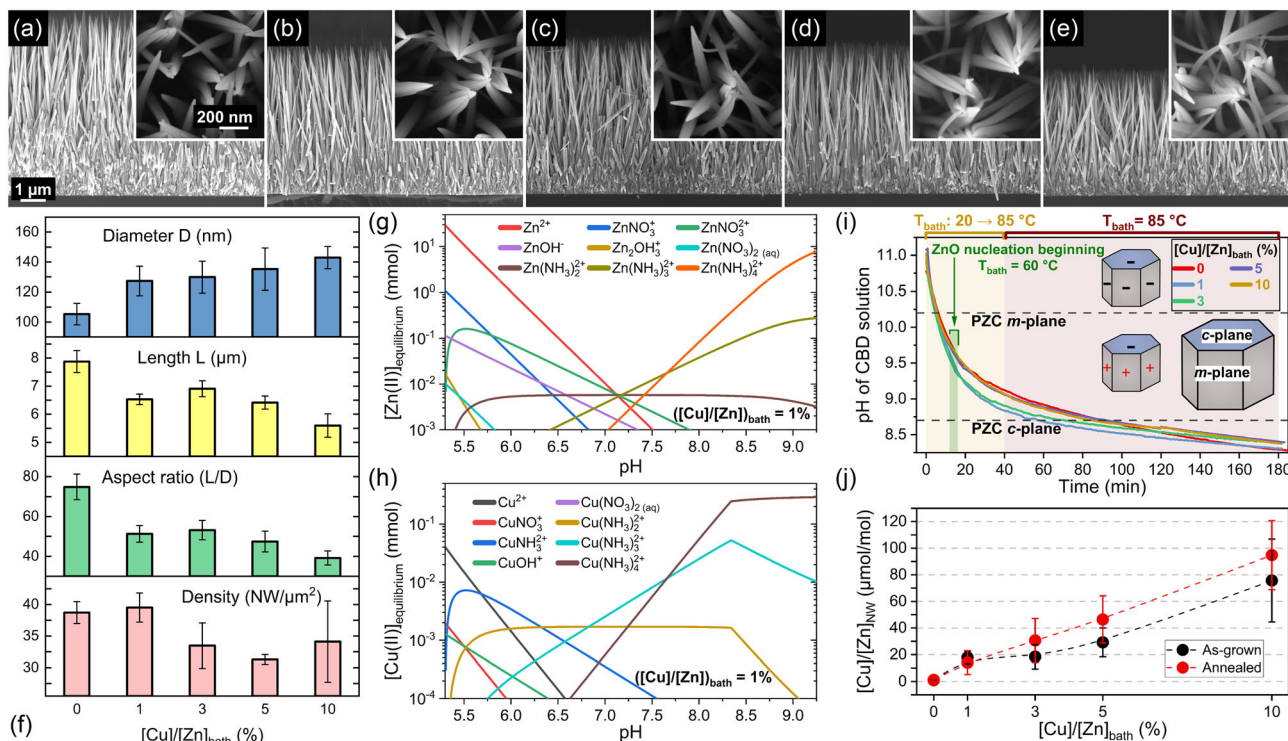 (a)
200 nm
1 µm
(b)
(c)
(d)
(e)
Diameter D (nm)
160
140
120
100
Length L (µm)
8
7
6
5
Aspect ratio (L/D)
80
60
40
Density (NW/µm²)
40
35
30
0 1 3 5 10
(f)
[Cu]/[Zn]bath (%)
(g)
Zn²⁺
ZnNO₃⁺
ZnNO₃²⁺
ZnOH⁻
Zn₂OH₃⁺
Zn(NO₃)₂ (aq)
Zn(NH₃)₂²⁺
Zn(NH₃)₃²⁺
Zn(NH₃)₄²⁺
[Zn(II)]equilibrium (mmol)
10¹
10⁰
10⁻¹
10⁻²
10⁻³
([Cu]/[Zn])bath = 1%
5.5 6.0 6.5 7.0 7.5 8.0 8.5 9.0
pH
(h)
Cu²⁺
CuNO₃⁺
CuNH₃²⁺
CuOH⁺
Cu(NO₃)₂ (aq)
Cu(NH₃)₂²⁺
Cu(NH₃)₃²⁺
Cu(NH₃)₄²⁺
[Cu(II)]equilibrium (mmol)
10⁰
10⁻¹
10⁻²
10⁻³
10⁻⁴
([Cu]/[Zn])bath = 1%
5.5 6.0 6.5 7.0 7.5 8.0 8.5 9.0
pH
(i)
Tbath: 20 → 85 °C
Tbath = 85 °C
ZnO nucleation beginning
Tbath = 60 °C
[Cu]/[Zn]bath (%)
0
1
3
5
10
PZC m-plane
PZC c-plane
c-plane
m-plane
pH of CBD solution
11.0
10.5
10.0
9.5
9.0
8.5
0 20 40 60 80 100 120 140 160 180
Time (min)
(j)
[Cu]/[Zn]NW (µmol/mol)
120
100
80
60
40
20
0
As-grown
Annealed
0 1 3 5 10
[Cu]/[Zn]bath (%)